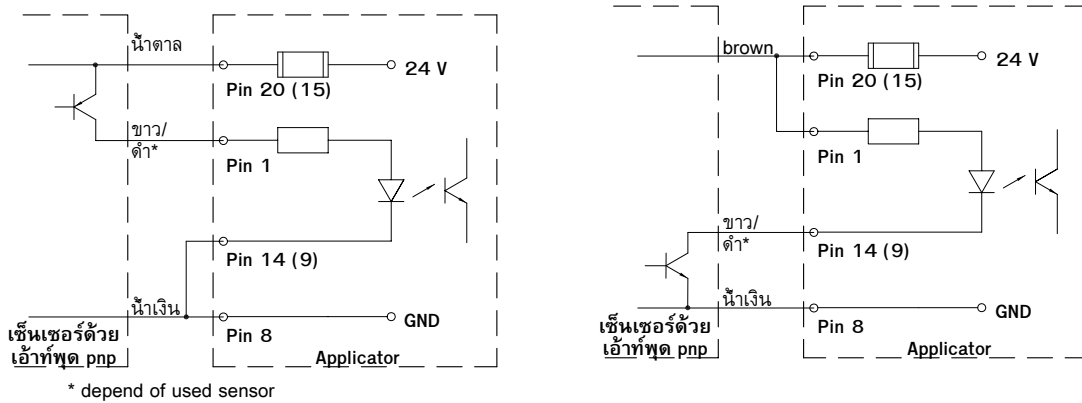 น้ำตาล
24 V
Pin 20 (15)
ขาว/
ดำ*
Pin 1
Pin 14 (9)
น้ำเงิน
GND
Pin 8
เซ็นเซอร์ด้วย
เอ้าท์พุด pnp
Applicator
* depend of used sensor
brown
24 V
Pin 20 (15)
Pin 1
ขาว/
ดำ*
Pin 14 (9)
น้ำเงิน
GND
Pin 8
เซ็นเซอร์ด้วย
เอ้าท์พุด pnp
Applicator